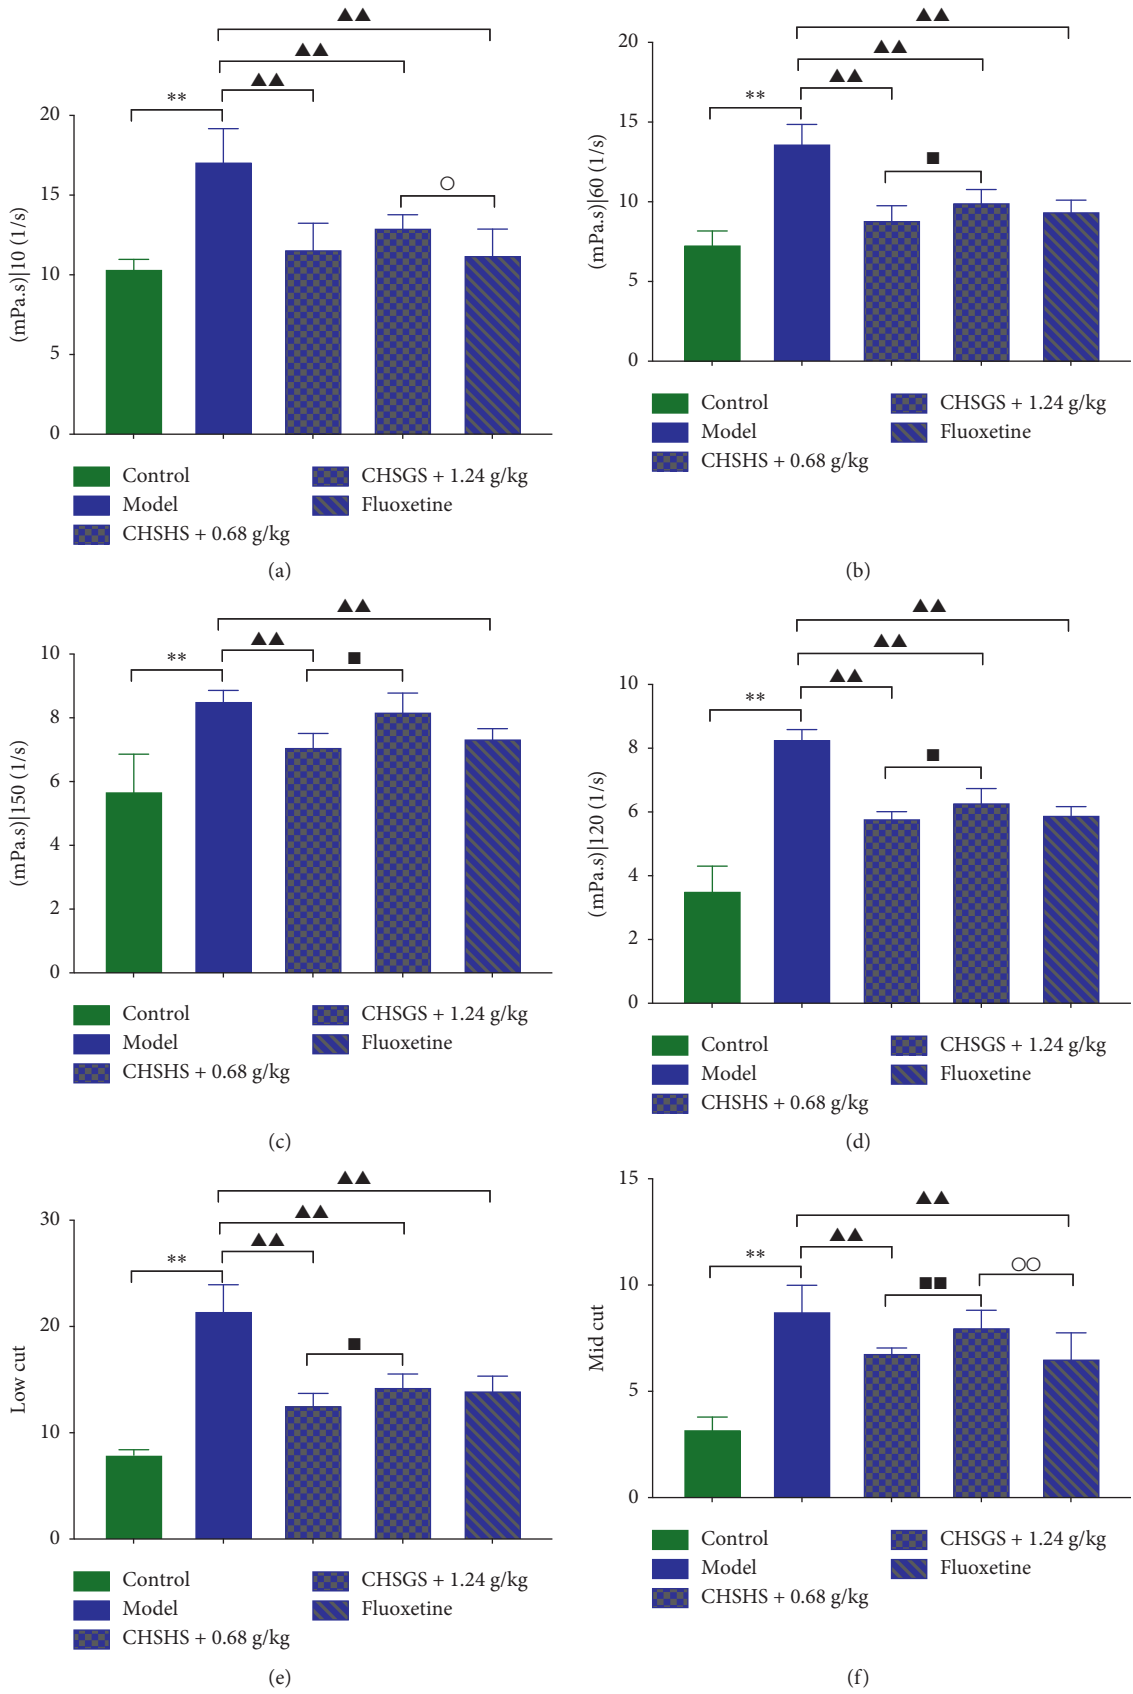 ▲▲
▲▲
▲▲
**
○
20
15
10
5
0
(mPa.s)|10 (1/s)
Control
Model
CHSHS + 0.68 g/kg
CHSGS + 1.24 g/kg
Fluoxetine
(a)
▲▲
▲▲
▲▲
**
■
20
15
10
5
0
(mPa.s)|60 (1/s)
Control
Model
CHSHS + 0.68 g/kg
CHSGS + 1.24 g/kg
Fluoxetine
(b)
▲▲
▲▲
**
■
10
8
6
4
2
0
(mPa.s)|150 (1/s)
Control
Model
CHSHS + 0.68 g/kg
CHSGS + 1.24 g/kg
Fluoxetine
(c)
▲▲
▲▲
▲▲
**
■
10
8
6
4
2
0
(mPa.s)|120 (1/s)
Control
Model
CHSHS + 0.68 g/kg
CHSGS + 1.24 g/kg
Fluoxetine
(d)
▲▲
▲▲
▲▲
**
■
30
20
10
0
Low cut
Control
Model
CHSHS + 0.68 g/kg
CHSGS + 1.24 g/kg
Fluoxetine
(e)
▲▲
▲▲
**
■■
○○
15
10
5
0
Mid cut
Control
Model
CHSHS + 0.68 g/kg
CHSGS + 1.24 g/kg
Fluoxetine
(f)